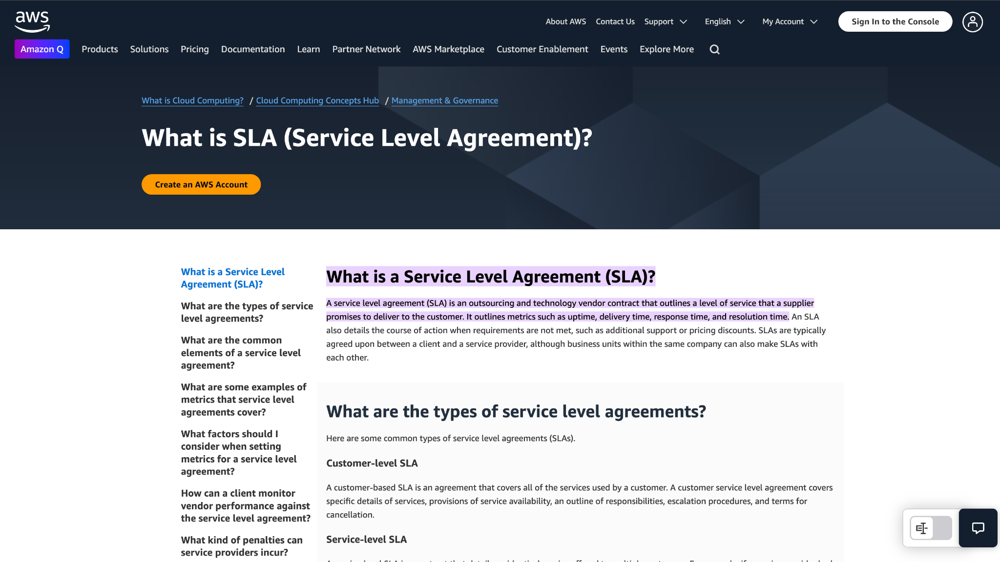 aws
About AWS Contact Us Support English My Account Sign In to the Console
Amazon Q Products Solutions Pricing Documentation Learn Partner Network AWS Marketplace Customer Enablement Events Explore More
What is Cloud Computing? / Cloud Computing Concepts Hub / Management & Governance
What is SLA (Service Level Agreement)?
Create an AWS Account
What is a Service Level
Agreement (SLA)?
What are the types of service
level agreements?
What are the common
elements of a service level
agreement?
What are some examples of
metrics that service level
agreements cover?
What factors should I
consider when setting
metrics for a service level
agreement?
How can a client monitor
vendor performance against
the service level agreement?
What kind of penalties can
service providers incur?
What is a Service Level Agreement (SLA)?
A service level agreement (SLA) is an outsourcing and technology vendor contract that outlines a level of service that a supplier
promises to deliver to the customer. It outlines metrics such as uptime, delivery time, response time, and resolution time. An SLA
also details the course of action when requirements are not met, such as additional support or pricing discounts. SLAs are typically
agreed upon between a client and a service provider, although business units within the same company can also make SLAs with
each other.
What are the types of service level agreements?
Here are some common types of service level agreements (SLAs).
Customer-level SLA
A customer-based SLA is an agreement that covers all of the services used by a customer. A customer service level agreement covers
specific details of services, provisions of service availability, an outline of responsibilities, escalation procedures, and terms for
cancellation.
Service-level SLA